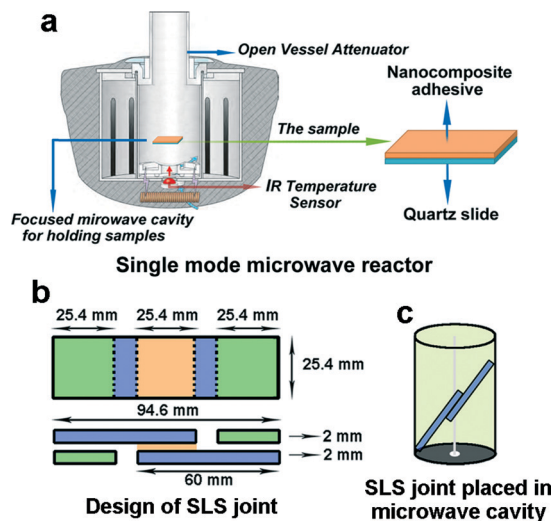 a
Open Vessel Attenuator
Nanocomposite
adhesive
The sample
IR Temperature
Sensor
Focused mirowave cavity
for holding samples
Quartz slide
Single mode microwave reactor
b
25.4 mm 25.4 mm 25.4 mm
25.4 mm
94.6 mm
2 mm
2 mm
60 mm
Design of SLS joint
c
SLS joint placed in
microwave cavity